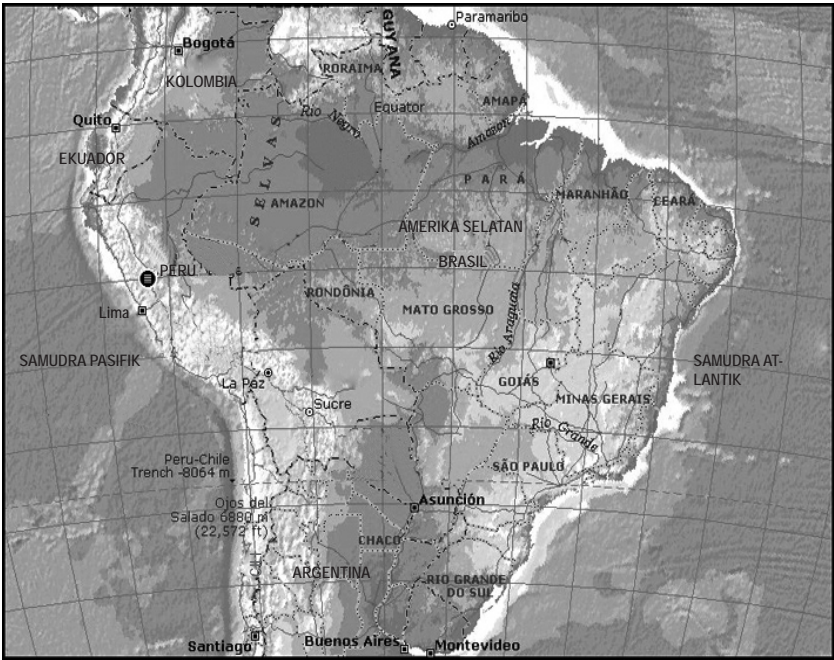 Paramaribo
Bogotá
GUYANA
RORAIMA
KOLOMBIA
Equator
AMAPÁ
Rio Negro
Quito
Amazon
EKUADOR
SELVAS
PARÁ
MARANHÃO
CEARÁ
AMAZON
AMERIKA SELATAN
BRASIL
PERU
RONDÔNIA
MATO GROSSO
Lima
Rio Araguaia
SAMUDRA PASIFIK
SAMUDRA AT-
LANTIK
La Paz
GOIÁS
MINAS GERAIS
Sucre
Rio Grande
Peru-Chile
Trench -8064 m
SÃO PAULO
Asunción
Ojos del
Salado 6880 m
(22,572 ft)
CHACO
ARGENTINA
RIO GRANDE
DO SUL
Santiago
Buenos Aires
Montevideo